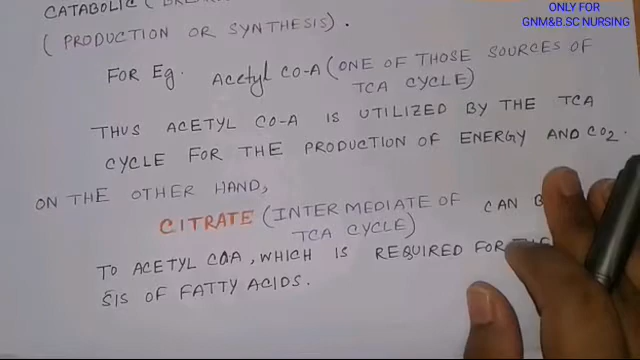 CATABOLIC (
ONLY FOR
GNM&B.SC NURSING
( PRODUCTION OR SYNTHESIS).
FOR Eg. Acetyl CO-A (ONE OF THOSE SOURCES OF
TCA CYCLE)
THUS ACETYL CO-A IS UTILIZED BY THE TCA
CYCLE FOR THE PRODUCTION OF ENERGY AND CO2.
ON THE OTHER HAND,
CITRATE (INTERMEDIATE OF CAN
TCA CYCLE)
TO ACETYL COA, WHICH IS REQUIRED FOR THE
SIS OF FATTY ACIDS.